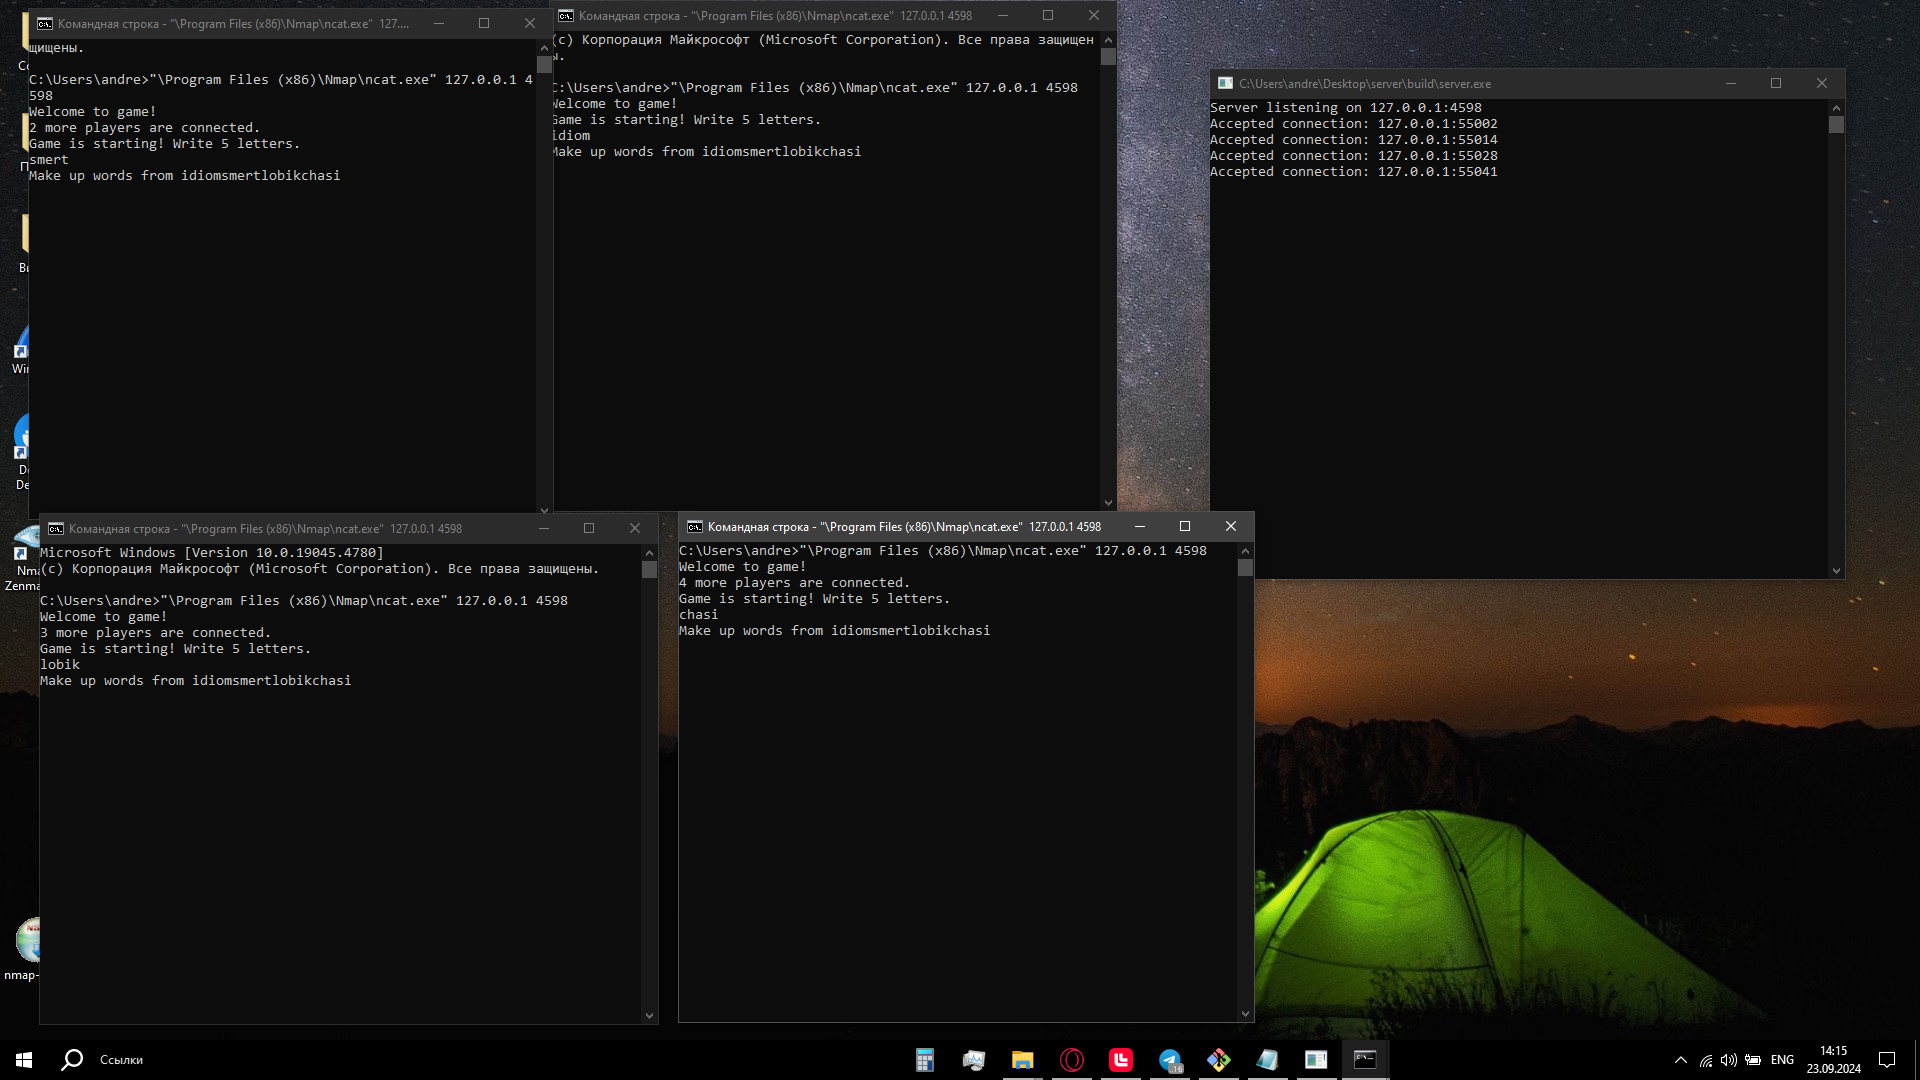 Командная строка - "\Program Files (x86)\Nmap\ncat.exe" 127....
щищены.
C:\Users\andre>"\Program Files (x86)\Nmap\ncat.exe" 127.0.0.1 4
598
Welcome to game!
2 more players are connected.
Game is starting! Write 5 letters.
smert
Make up words from idiomsmertlobikchasi
Командная строка - "\Program Files (x86)\Nmap\ncat.exe" 127.0.0.1 4598
(c) Корпорация Майкрософт (Microsoft Corporation). Все права защищен
ы.
C:\Users\andre>"\Program Files (x86)\Nmap\ncat.exe" 127.0.0.1 4598
Welcome to game!
Game is starting! Write 5 letters.
idiom
Make up words from idiomsmertlobikchasi
C:\Users\andre\Desktop\server\build\server.exe
Server listening on 127.0.0.1:4598
Accepted connection: 127.0.0.1:55002
Accepted connection: 127.0.0.1:55014
Accepted connection: 127.0.0.1:55028
Accepted connection: 127.0.0.1:55041
Командная строка - "\Program Files (x86)\Nmap\ncat.exe" 127.0.0.1 4598
Microsoft Windows [Version 10.0.19045.4780]
(c) Корпорация Майкрософт (Microsoft Corporation). Все права защищены.
C:\Users\andre>"\Program Files (x86)\Nmap\ncat.exe" 127.0.0.1 4598
Welcome to game!
3 more players are connected.
Game is starting! Write 5 letters.
lobik
Make up words from idiomsmertlobikchasi
Командная строка - "\Program Files (x86)\Nmap\ncat.exe" 127.0.0.1 4598
C:\Users\andre>"\Program Files (x86)\Nmap\ncat.exe" 127.0.0.1 4598
Welcome to game!
4 more players are connected.
Game is starting! Write 5 letters.
chasi
Make up words from idiomsmertlobikchasi
nmap-
Ссылки
16
ENG
14:15
23.09.2024